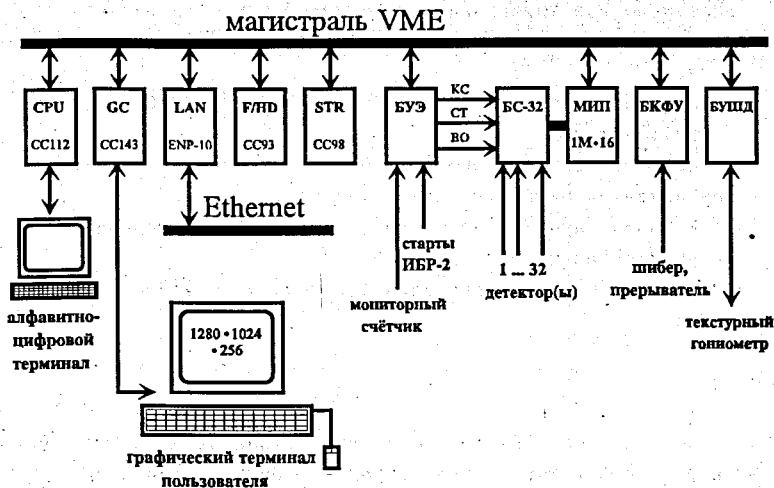 магистраль VME
CPU
CC112
GC
CC143
LAN
ENP-10
F/HD
CC93
STR
CC98
БУЭ
КС
СТ
ВО
БС-32
МИП
1М•16
БКФУ
БУШД
Ethernet
старты
ИБР-2
мониторный
счётчик
1 ... 32
детектор(ы)
шибер,
прерыватель
текстурный
гониометр
алфавитно-
цифровой
терминал
1280•1024
•256
графический терминал
пользователя